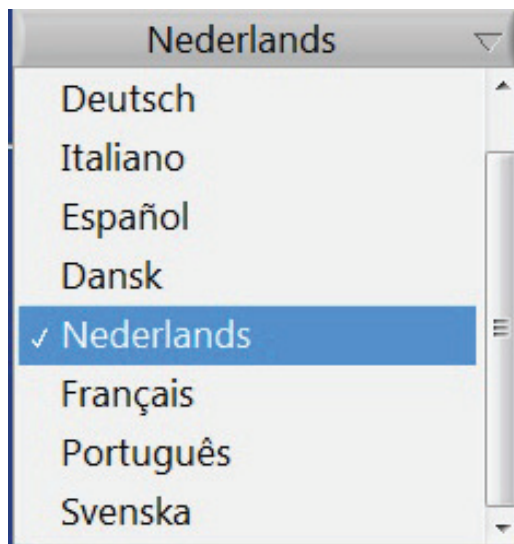 Nederlands
Deutsch
Italiano
Español
Dansk
✓ Nederlands
Français
Português
Svenska